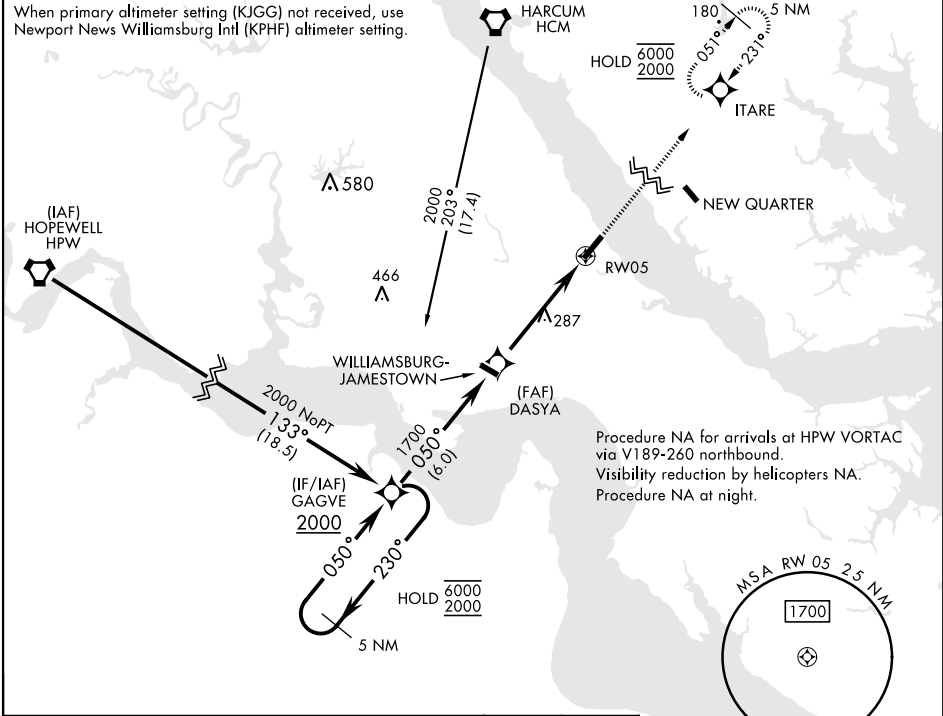 When primary altimeter setting (KJGG) not received, use
Newport News Williamsburg Intl (KPHF) altimeter setting.
HARCUM
HCM
180
5 NM
HOLD 6000
2000
051°
231°
ITARE
580
2000
203°
(17.4)
NEW QUARTER
(IAF)
HOPEWELL
HPW
466
RW05
287
WILLIAMSBURG-
JAMESTOWN
(FAF)
DASYA
2000 NoPT
133°
(18.5)
1700
050°
(6.0)
Procedure NA for arrivals at HPW VORTAC
via V189-260 northbound.
Visibility reduction by helicopters NA.
Procedure NA at night.
(IF/IAF)
GAGVE
2000
050°
230°
HOLD 6000
2000
5 NM
MSA RW 05 25 NM
1700